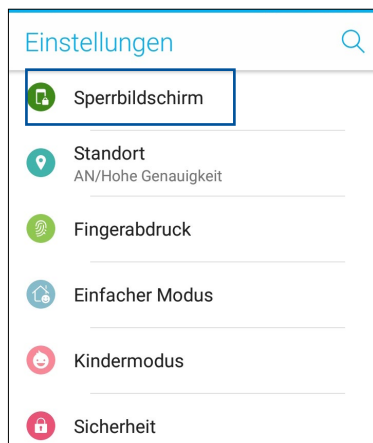 Einstellungen
Sperrbildschirm
Standort
AN/Hohe Genauigkeit
Fingerabdruck
Einfacher Modus
Kindermodus
Sicherheit